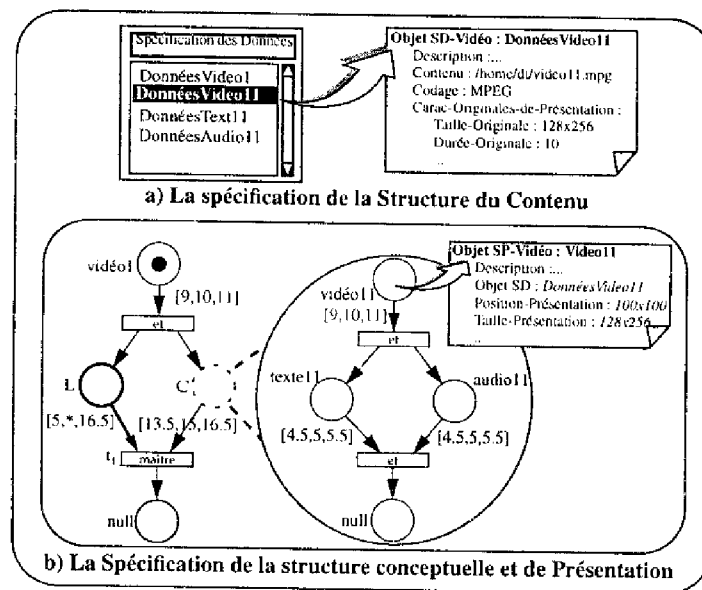 Spécification des Données
DonnéesVideo1
DonnéesVideo11
DonnéesText11
DonnéesAudio11
Objet SD-Vidéo : DonnéesVideo11
Description :...
Contenu : /home/dt/video11.mpg
Codage : MPEG
Carac-Originales-de-Présentation :
Taille-Originale : 128x256
Durée-Originale : 10
..
a) La spécification de la Structure du Contenu
vidéo1
[9,10,11]
et
L
C
[5,*,16.5]
[13.5,15,16.5]
t1
maître
null
vidéo11
[9,10,11]
et
texte11
audio11
[4.5,5,5.5]
[4.5,5,5.5]
et
null
Objet SP-Vidéo : Video11
Description :...
Objet SD : DonnéesVideo11
Position-Présentation : 100x100
Taille-Présentation : 128x256
..
b) La Spécification de la structure conceptuelle et de Présentation